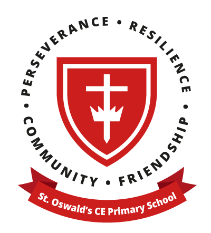 PERSEVERANCE • RESILIENCE • FRIENDSHIP • COMMUNITY •
St. Oswald's CE Primary School